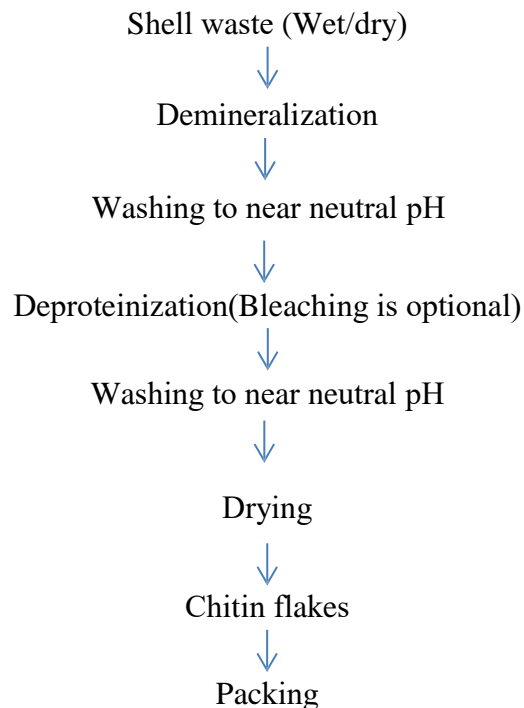 Shell waste (Wet/dry)
Demineralization
Washing to near neutral pH
Deproteinization(Bleaching is optional)
Washing to near neutral pH
Drying
Chitin flakes
Packing